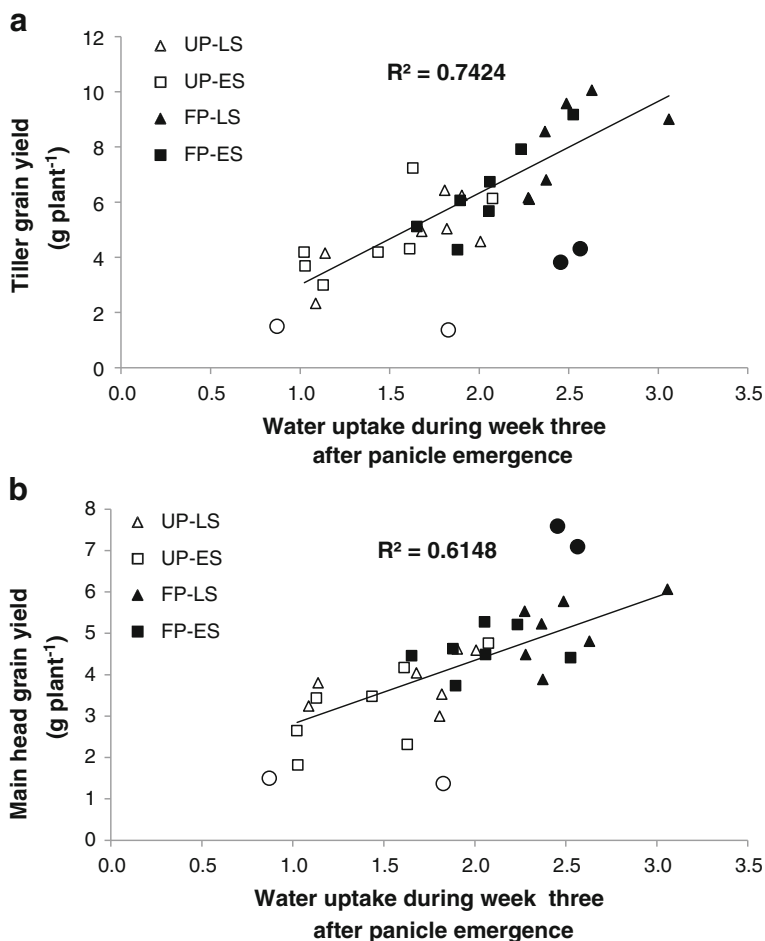 a
12
10
8
6
4
2
0
Tiller grain yield
(g plant⁻¹)
UP-LS
UP-ES
FP-LS
FP-ES
R² = 0.7424
0.0 0.5 1.0 1.5 2.0 2.5 3.0 3.5
Water uptake during week three
after panicle emergence
b
8
7
6
5
4
3
2
1
0
Main head grain yield
(g plant⁻¹)
UP-LS
UP-ES
FP-LS
FP-ES
R² = 0.6148
0.0 0.5 1.0 1.5 2.0 2.5 3.0 3.5
Water uptake during week three
after panicle emergence